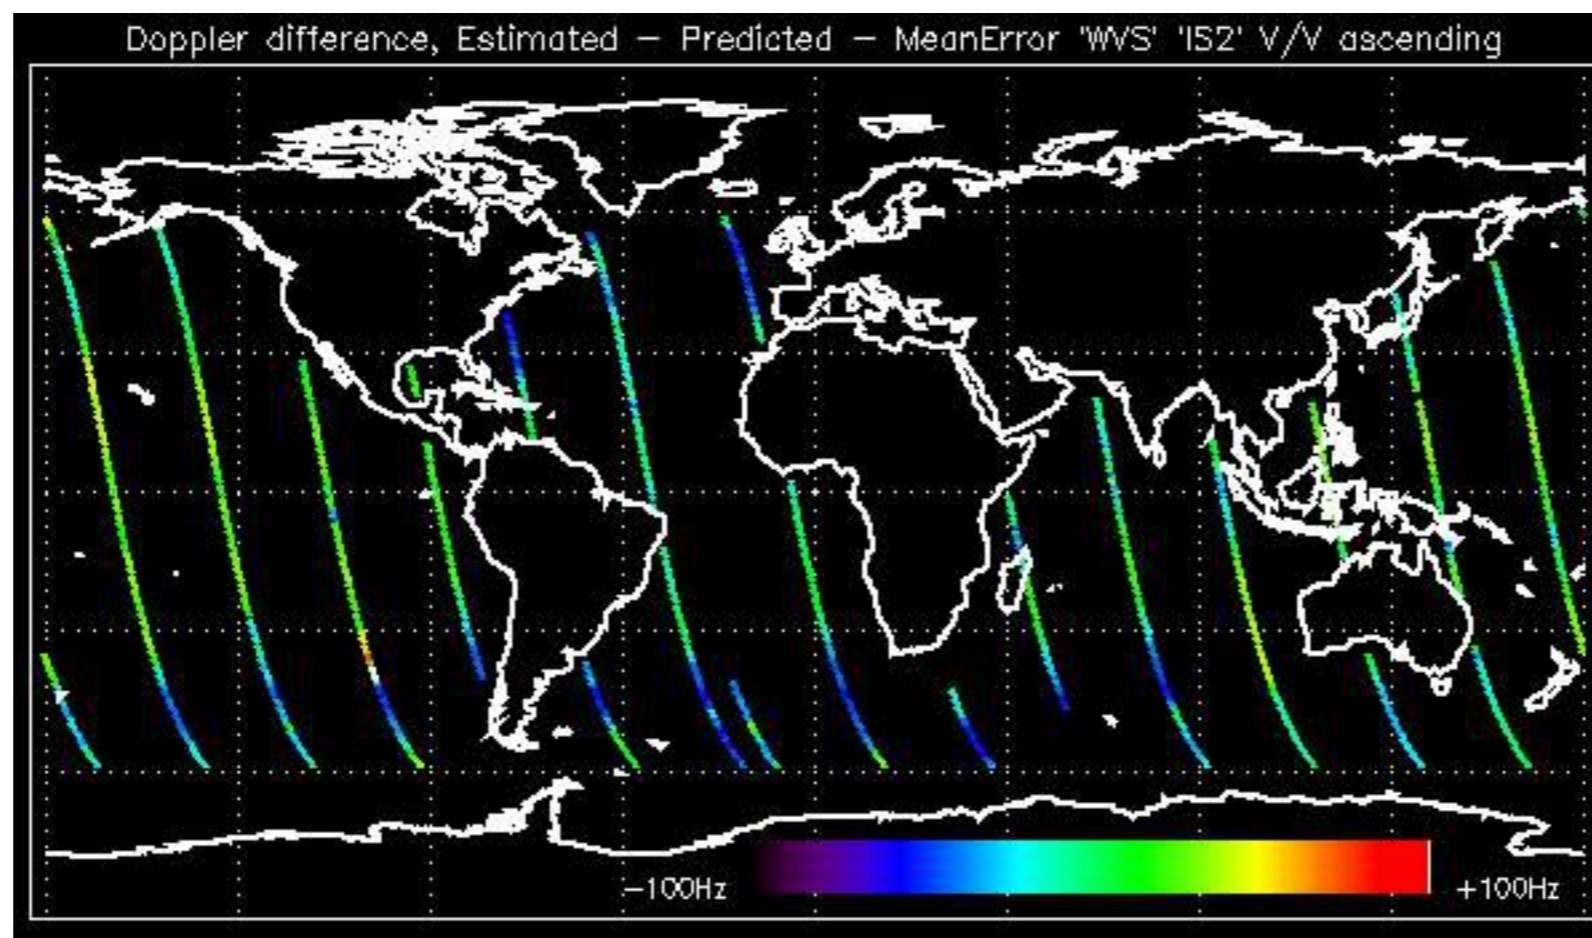 Doppler difference, Estimated – Predicted – MeanError 'WVS' 'IS2' V/V ascending
−100Hz
+100Hz